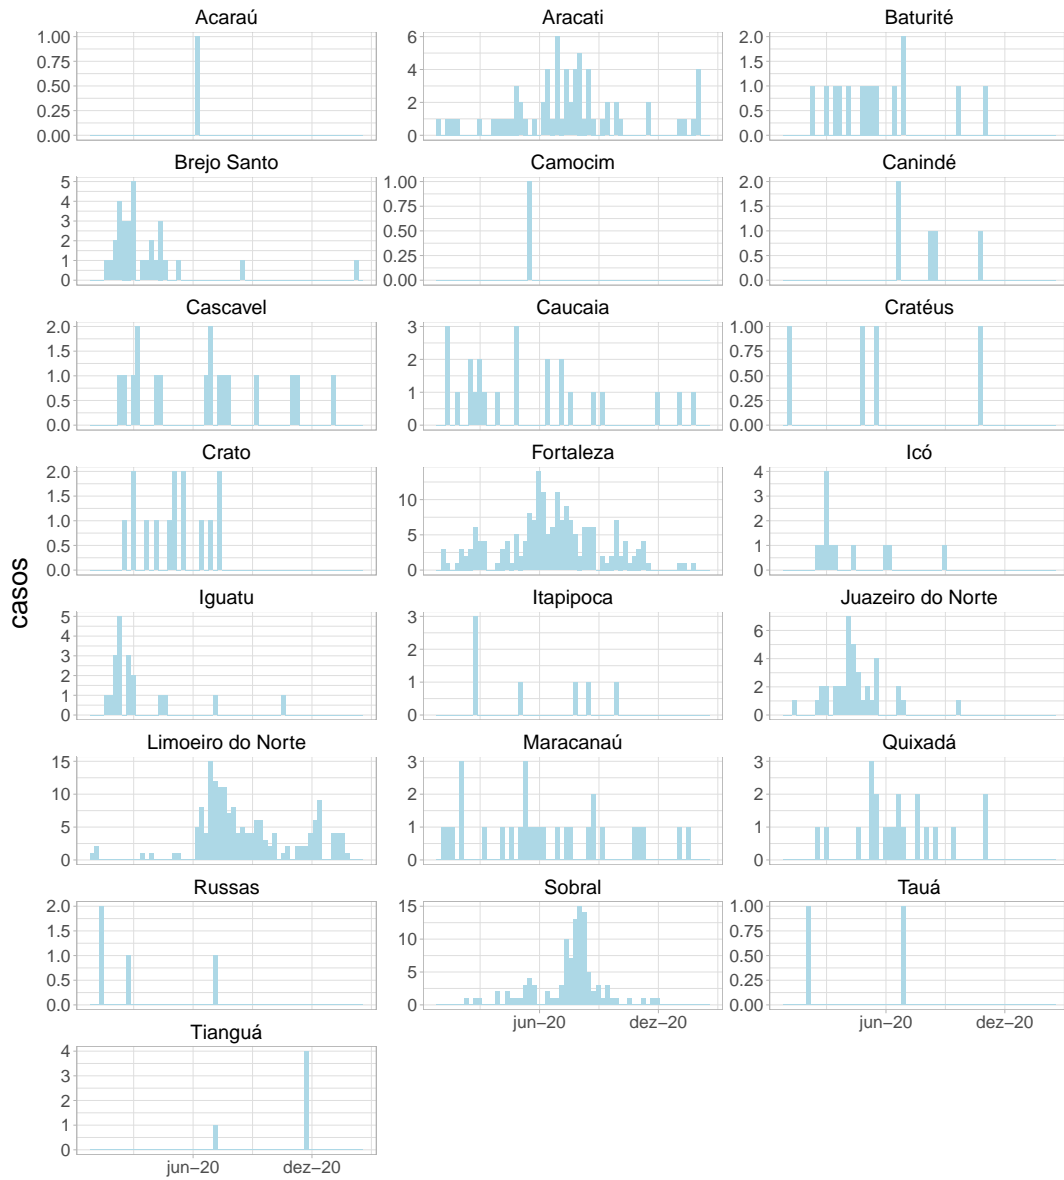 Acaraú Aracati Baturité
1.00 6 2.0
0.75 4 1.5
0.50 1.0
0.25 2 0.5
0.00 0 0.0
Brejo Santo Camocim Canindé
5 1.00 2.0
4 0.75 1.5
3 0.50 1.0
2 0.25 0.5
1
0 0.00 0.0
Cascavel Caucaia Cratéus
2.0 3 1.00
1.5 2 0.75
1.0 0.50
0.5 1 0.25
0.0 0 0.00
Crato Fortaleza Icó
2.0 4
1.5 10 3
1.0 2
0.5 5 1
0.0 0 0
casos
Iguatu Itapipoca Juazeiro do Norte
5 3
4 6
3 2 4
2 1 2
1
0 0 0
Limoeiro do Norte Maracanaú Quixadá
15 3 3
10 2 2
5 1 1
0 0 0
Russas Sobral Tauá
2.0 15 1.00
1.5 10 0.75
1.0 0.50
0.5 5 0.25
0.0 0 0.00
jun–20 dez–20 jun–20 dez–20
Tianguá
4
3
2
1
0
jun–20 dez–20